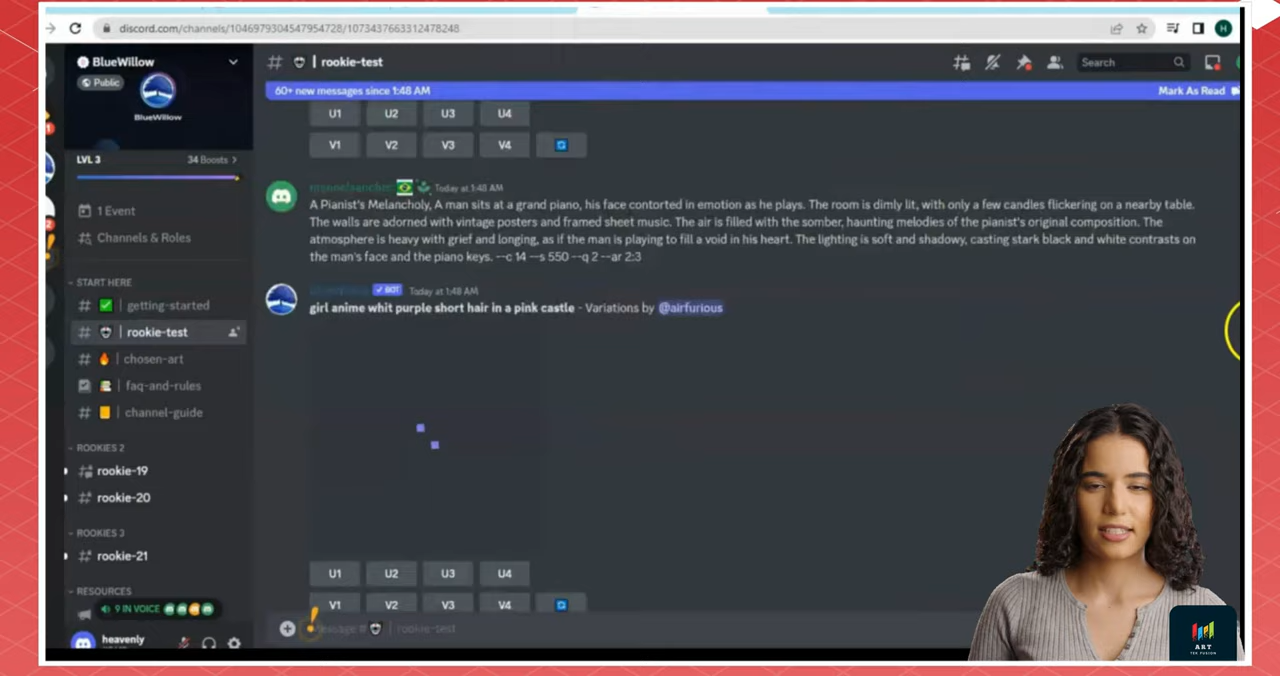 discord.com/channels/1046979304547954728/1073437663312478248
H
BlueWillow
Public
BlueWillow
LVL 3
34 Boosts
1 Event
Channels & Roles
START HERE
getting-started
rookie-test
chosen-art
faq-and-rules
channel-guide
ROOKIES 2
rookie-19
rookie-20
ROOKIES 3
rookie-21
RESOURCES
9 IN VOICE
heavenly
rookie-test
Search
60+ new messages since 1:48 AM
Mark As Read
U1 U2 U3 U4
V1 V2 V3 V4
Today at 1:48 AM
A Pianist's Melancholy, A man sits at a grand piano, his face contorted in emotion as he plays. The room is dimly lit, with only a few candles flickering on a nearby table.
The walls are adorned with vintage posters and framed sheet music. The air is filled with the somber, haunting melodies of the pianist's original composition. The
atmosphere is heavy with grief and longing, as if the man is playing to fill a void in his heart. The lighting is soft and shadowy, casting stark black and white contrasts on
the man's face and the piano keys. --c 14 --s 550 --q 2 --ar 2:3
BOT Today at 1:48 AM
girl anime whit purple short hair in a pink castle - Variations by @airfurious
U1 U2 U3 U4
V1 V2 V3 V4
rookie-test
ART